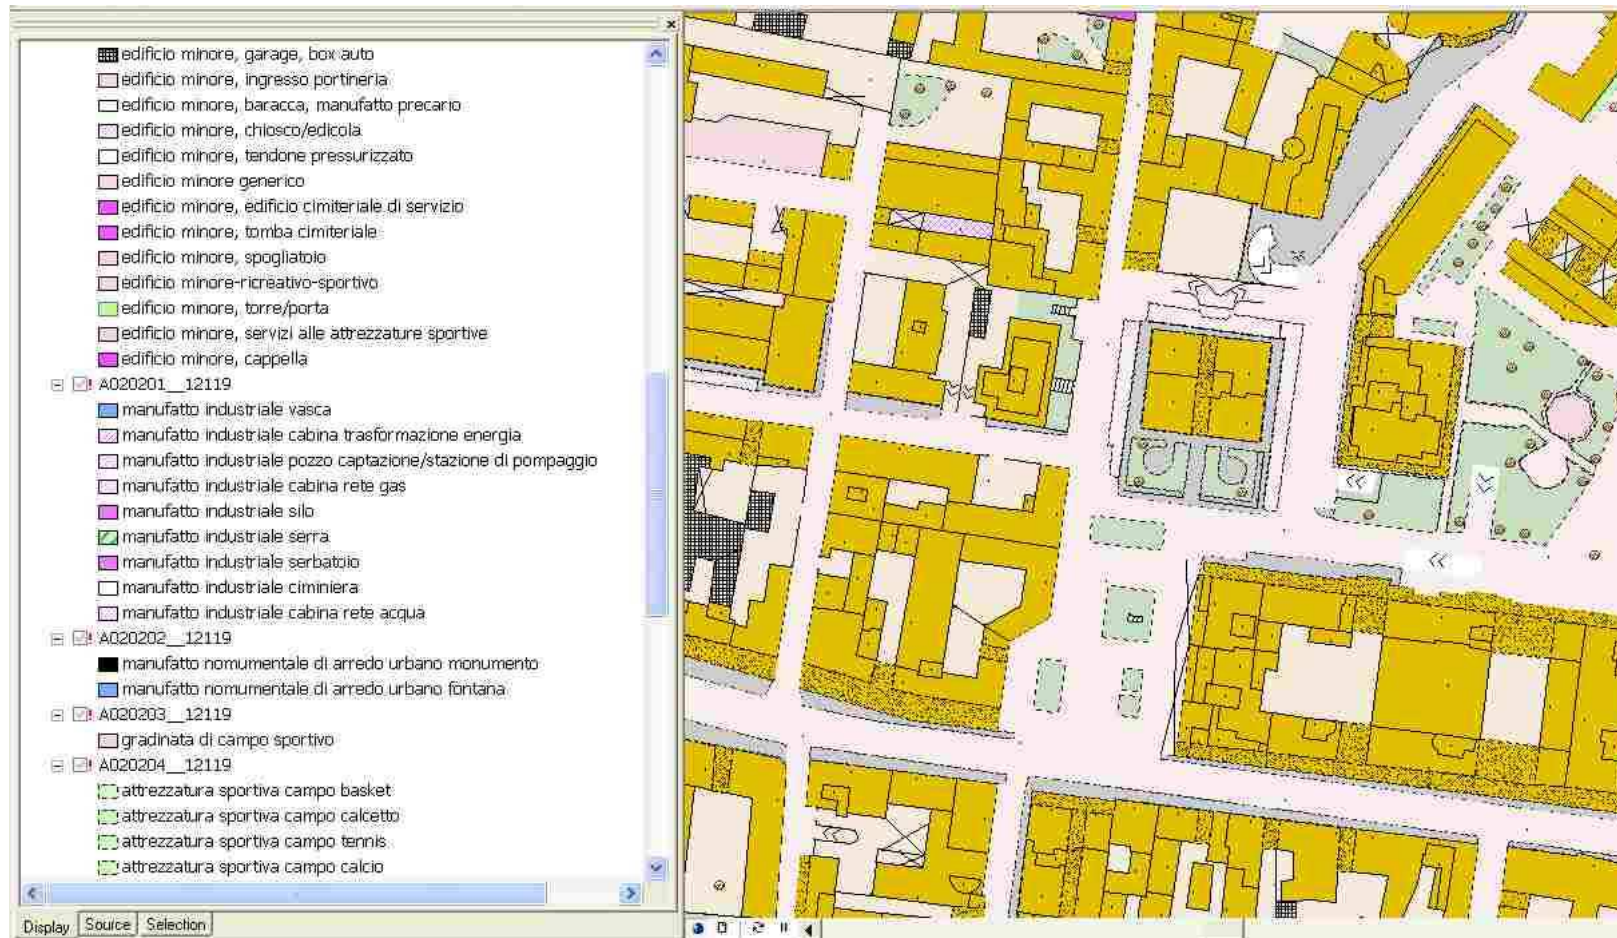 edificio minore, garage, box auto
edificio minore, ingresso portineria
edificio minore, baracca, manufatto precario
edificio minore, chiosco/edicola
edificio minore, tendone pressurizzato
edificio minore generico
edificio minore, edificio cimiteriale di servizio
edificio minore, tomba cimiteriale
edificio minore, spogliatoio
edificio minore-ricreativo-sportivo
edificio minore, torre/porta
edificio minore, servizi alle attrezzature sportive
edificio minore, cappella
A020201__12119
manufatto industriale vasca
manufatto industriale cabina trasformazione energia
manufatto industriale pozzo captazione/stazione di pompaggio
manufatto industriale cabina rete gas
manufatto industriale silo
manufatto industriale serra
manufatto industriale serbatoio
manufatto industriale ciminiera
manufatto industriale cabina rete acqua
A020202__12119
manufatto nomumentale di arredo urbano monumento
manufatto nomumentale di arredo urbano fontana
A020203__12119
gradinata di campo sportivo
A020204__12119
attrezzatura sportiva campo basket
attrezzatura sportiva campo calcetto
attrezzatura sportiva campo tennis
attrezzatura sportiva campo calcio
Display Source Selection